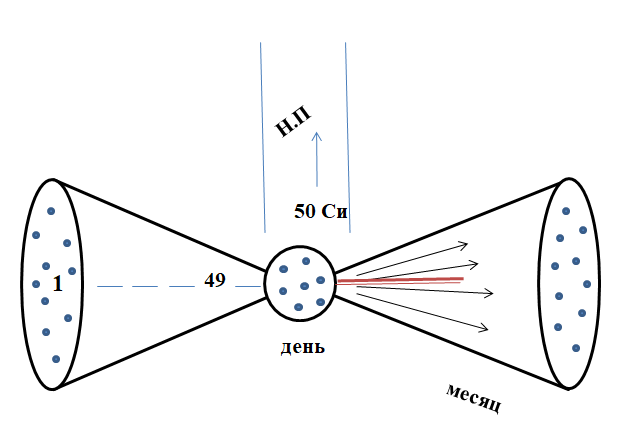 Н.П
50 Си
1
49
день
месяц